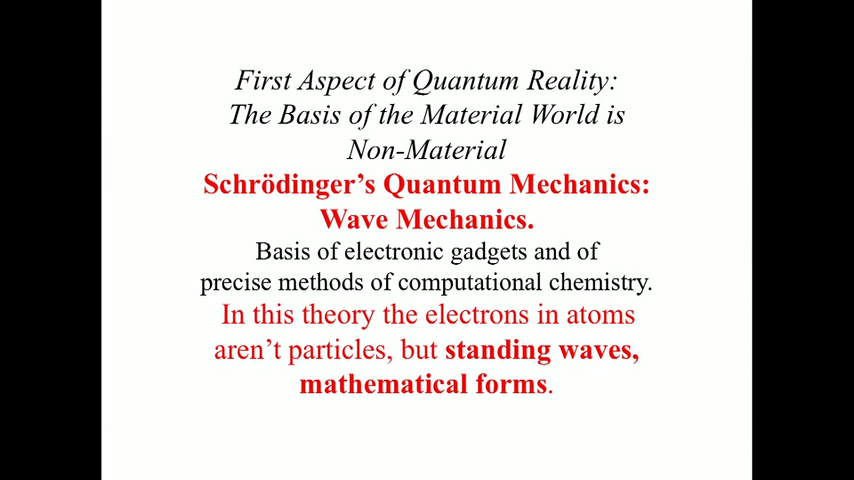 First Aspect of Quantum Reality:
The Basis of the Material World is
Non-Material
Schrödinger’s Quantum Mechanics:
Wave Mechanics.
Basis of electronic gadgets and of
precise methods of computational chemistry.
In this theory the electrons in atoms
aren’t particles, but standing waves,
mathematical forms.